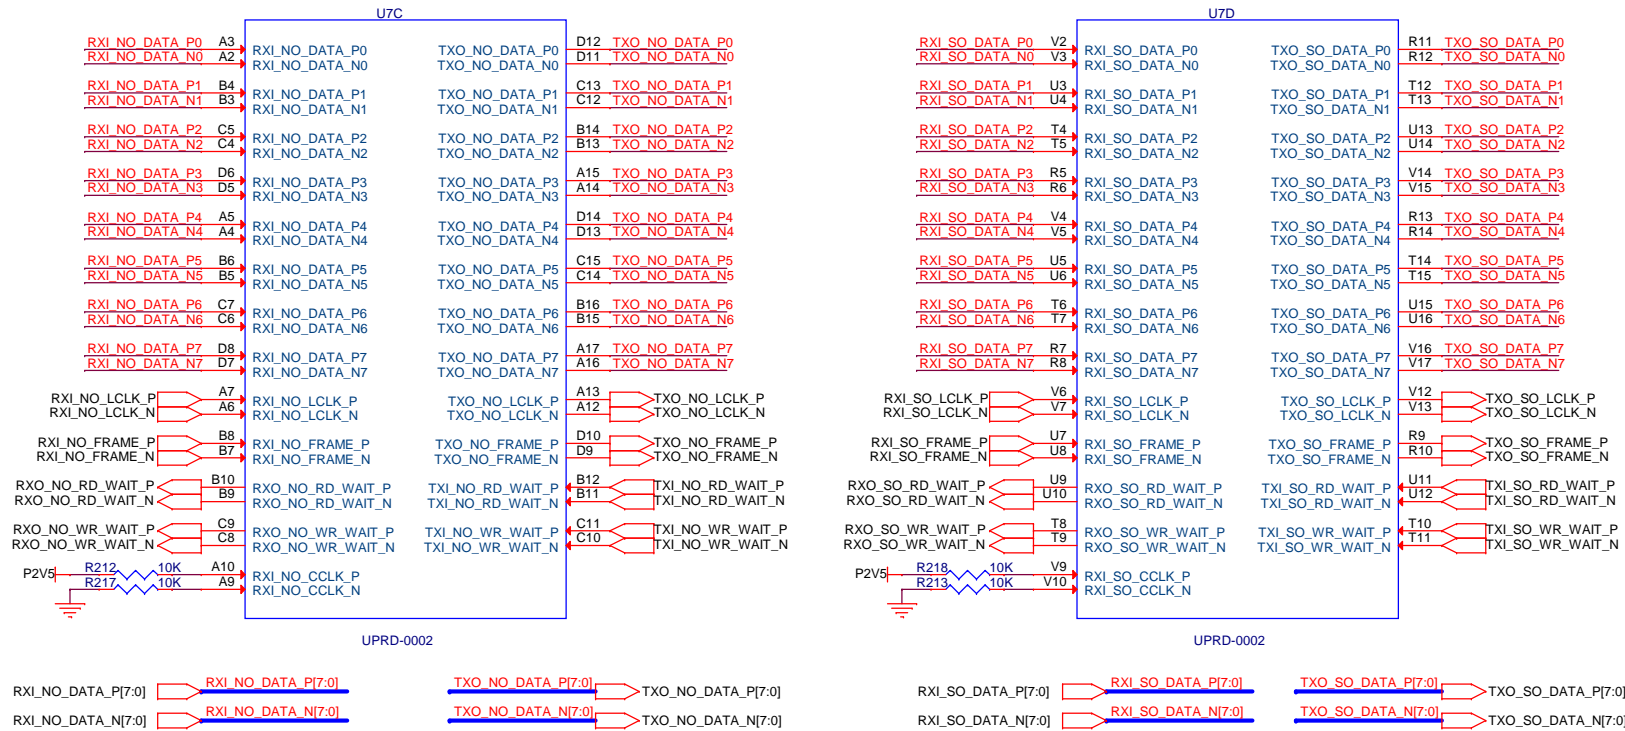 U7C
RXI_NO_DATA_P0 A3 RXI_NO_DATA_P0 TXO_NO_DATA_P0 D12 TXO_NO_DATA_P0
RXI_NO_DATA_N0 A2 RXI_NO_DATA_N0 TXO_NO_DATA_N0 D11 TXO_NO_DATA_N0
RXI_NO_DATA_P1 B4 RXI_NO_DATA_P1 TXO_NO_DATA_P1 C13 TXO_NO_DATA_P1
RXI_NO_DATA_N1 B3 RXI_NO_DATA_N1 TXO_NO_DATA_N1 C12 TXO_NO_DATA_N1
RXI_NO_DATA_P2 C5 RXI_NO_DATA_P2 TXO_NO_DATA_P2 B14 TXO_NO_DATA_P2
RXI_NO_DATA_N2 C4 RXI_NO_DATA_N2 TXO_NO_DATA_N2 B13 TXO_NO_DATA_N2
RXI_NO_DATA_P3 D6 RXI_NO_DATA_P3 TXO_NO_DATA_P3 A15 TXO_NO_DATA_P3
RXI_NO_DATA_N3 D5 RXI_NO_DATA_N3 TXO_NO_DATA_N3 A14 TXO_NO_DATA_N3
RXI_NO_DATA_P4 A5 RXI_NO_DATA_P4 TXO_NO_DATA_P4 D14 TXO_NO_DATA_P4
RXI_NO_DATA_N4 A4 RXI_NO_DATA_N4 TXO_NO_DATA_N4 D13 TXO_NO_DATA_N4
RXI_NO_DATA_P5 B6 RXI_NO_DATA_P5 TXO_NO_DATA_P5 C15 TXO_NO_DATA_P5
RXI_NO_DATA_N5 B5 RXI_NO_DATA_N5 TXO_NO_DATA_N5 C14 TXO_NO_DATA_N5
RXI_NO_DATA_P6 C7 RXI_NO_DATA_P6 TXO_NO_DATA_P6 B16 TXO_NO_DATA_P6
RXI_NO_DATA_N6 C6 RXI_NO_DATA_N6 TXO_NO_DATA_N6 B15 TXO_NO_DATA_N6
RXI_NO_DATA_P7 D8 RXI_NO_DATA_P7 TXO_NO_DATA_P7 A17 TXO_NO_DATA_P7
RXI_NO_DATA_N7 D7 RXI_NO_DATA_N7 TXO_NO_DATA_N7 A16 TXO_NO_DATA_N7
RXI_NO_LCLK_P A7 RXI_NO_LCLK_P TXO_NO_LCLK_P A13 TXO_NO_LCLK_P
RXI_NO_LCLK_N A6 RXI_NO_LCLK_N TXO_NO_LCLK_N A12 TXO_NO_LCLK_N
RXI_NO_FRAME_P B8 RXI_NO_FRAME_P TXO_NO_FRAME_P D10 TXO_NO_FRAME_P
RXI_NO_FRAME_N B7 RXI_NO_FRAME_N TXO_NO_FRAME_N D9 TXO_NO_FRAME_N
RXO_NO_RD_WAIT_P B10 RXO_NO_RD_WAIT_P TXI_NO_RD_WAIT_P B12 TXI_NO_RD_WAIT_P
RXO_NO_RD_WAIT_N B9 RXO_NO_RD_WAIT_N TXI_NO_RD_WAIT_N B11 TXI_NO_RD_WAIT_N
RXO_NO_WR_WAIT_P C9 RXO_NO_WR_WAIT_P TXI_NO_WR_WAIT_P C11 TXI_NO_WR_WAIT_P
RXO_NO_WR_WAIT_N C8 RXO_NO_WR_WAIT_N TXI_NO_WR_WAIT_N C10 TXI_NO_WR_WAIT_N
P2V5 R212 10K A10 RXI_NO_CCLK_P
R217 10K A9 RXI_NO_CCLK_N
UPRD-0002
RXI_NO_DATA_P[7:0] RXI_NO_DATA_P[7:0] TXO_NO_DATA_P[7:0] TXO_NO_DATA_P[7:0]
RXI_NO_DATA_N[7:0] RXI_NO_DATA_N[7:0] TXO_NO_DATA_N[7:0] TXO_NO_DATA_N[7:0]
U7D
RXI_SO_DATA_P0 V2 RXI_SO_DATA_P0 TXO_SO_DATA_P0 R11 TXO_SO_DATA_P0
RXI_SO_DATA_N0 V3 RXI_SO_DATA_N0 TXO_SO_DATA_N0 R12 TXO_SO_DATA_N0
RXI_SO_DATA_P1 U3 RXI_SO_DATA_P1 TXO_SO_DATA_P1 T12 TXO_SO_DATA_P1
RXI_SO_DATA_N1 U4 RXI_SO_DATA_N1 TXO_SO_DATA_N1 T13 TXO_SO_DATA_N1
RXI_SO_DATA_P2 T4 RXI_SO_DATA_P2 TXO_SO_DATA_P2 U13 TXO_SO_DATA_P2
RXI_SO_DATA_N2 T5 RXI_SO_DATA_N2 TXO_SO_DATA_N2 U14 TXO_SO_DATA_N2
RXI_SO_DATA_P3 R5 RXI_SO_DATA_P3 TXO_SO_DATA_P3 V14 TXO_SO_DATA_P3
RXI_SO_DATA_N3 R6 RXI_SO_DATA_N3 TXO_SO_DATA_N3 V15 TXO_SO_DATA_N3
RXI_SO_DATA_P4 V4 RXI_SO_DATA_P4 TXO_SO_DATA_P4 R13 TXO_SO_DATA_P4
RXI_SO_DATA_N4 V5 RXI_SO_DATA_N4 TXO_SO_DATA_N4 R14 TXO_SO_DATA_N4
RXI_SO_DATA_P5 U5 RXI_SO_DATA_P5 TXO_SO_DATA_P5 T14 TXO_SO_DATA_P5
RXI_SO_DATA_N5 U6 RXI_SO_DATA_N5 TXO_SO_DATA_N5 T15 TXO_SO_DATA_N5
RXI_SO_DATA_P6 T6 RXI_SO_DATA_P6 TXO_SO_DATA_P6 U15 TXO_SO_DATA_P6
RXI_SO_DATA_N6 T7 RXI_SO_DATA_N6 TXO_SO_DATA_N6 U16 TXO_SO_DATA_N6
RXI_SO_DATA_P7 R7 RXI_SO_DATA_P7 TXO_SO_DATA_P7 V16 TXO_SO_DATA_P7
RXI_SO_DATA_N7 R8 RXI_SO_DATA_N7 TXO_SO_DATA_N7 V17 TXO_SO_DATA_N7
RXI_SO_LCLK_P V6 RXI_SO_LCLK_P TXO_SO_LCLK_P V12 TXO_SO_LCLK_P
RXI_SO_LCLK_N V7 RXI_SO_LCLK_N TXO_SO_LCLK_N V13 TXO_SO_LCLK_N
RXI_SO_FRAME_P U7 RXI_SO_FRAME_P TXO_SO_FRAME_P R9 TXO_SO_FRAME_P
RXI_SO_FRAME_N U8 RXI_SO_FRAME_N TXO_SO_FRAME_N R10 TXO_SO_FRAME_N
RXO_SO_RD_WAIT_P U9 RXO_SO_RD_WAIT_P TXI_SO_RD_WAIT_P U11 TXI_SO_RD_WAIT_P
RXO_SO_RD_WAIT_N U10 RXO_SO_RD_WAIT_N TXI_SO_RD_WAIT_N U12 TXI_SO_RD_WAIT_N
RXO_SO_WR_WAIT_P T8 RXO_SO_WR_WAIT_P TXI_SO_WR_WAIT_P T10 TXI_SO_WR_WAIT_P
RXO_SO_WR_WAIT_N T9 RXO_SO_WR_WAIT_N TXI_SO_WR_WAIT_N T11 TXI_SO_WR_WAIT_N
P2V5 R218 10K V9 RXI_SO_CCLK_P
R213 10K V10 RXI_SO_CCLK_N
UPRD-0002
RXI_SO_DATA_P[7:0] RXI_SO_DATA_P[7:0] TXO_SO_DATA_P[7:0] TXO_SO_DATA_P[7:0]
RXI_SO_DATA_N[7:0] RXI_SO_DATA_N[7:0] TXO_SO_DATA_N[7:0] TXO_SO_DATA_N[7:0]